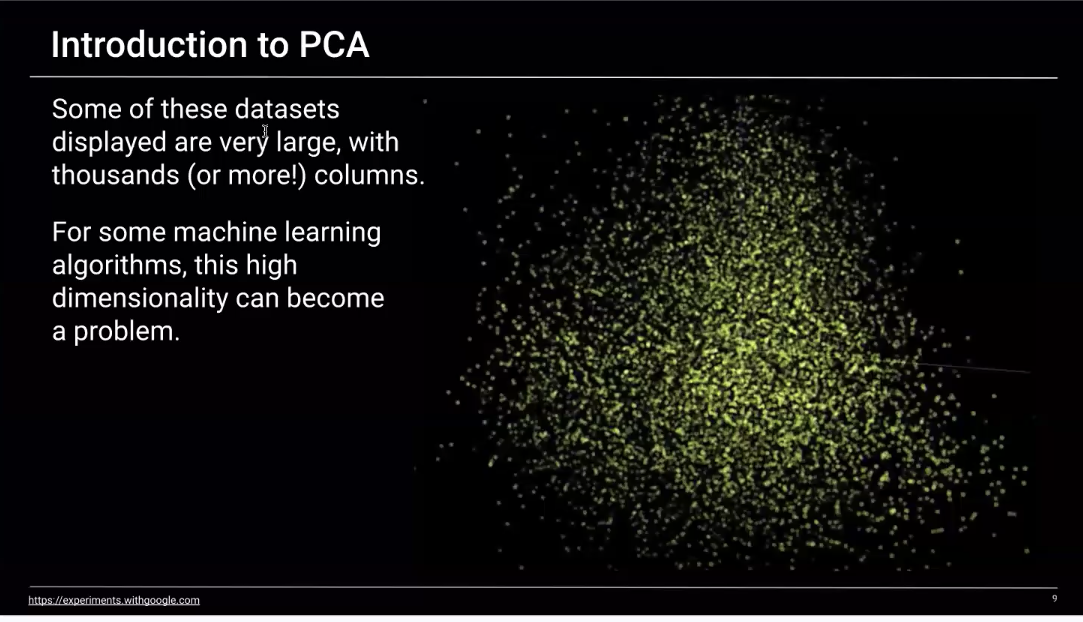 Introduction to PCA
Some of these datasets
displayed are very large, with
thousands (or more!) columns.
For some machine learning
algorithms, this high
dimensionality can become
a problem.
https://experiments.withgoogle.com
9